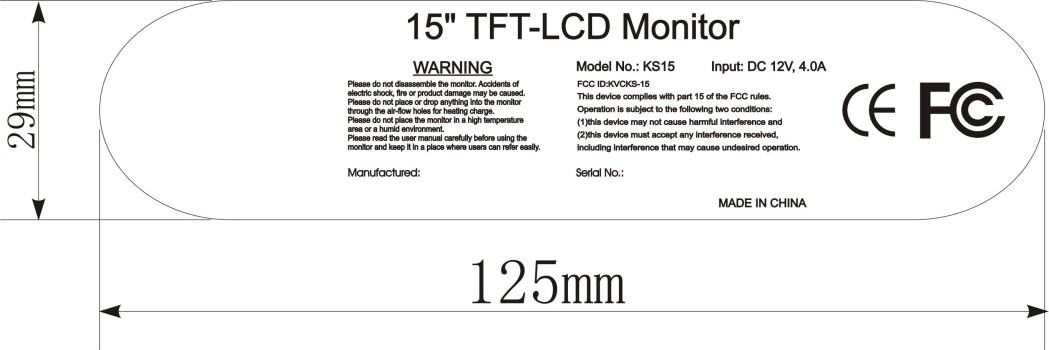 15" TFT-LCD Monitor
WARNING
Please do not disassemble the monitor. Accidents of
electric shock, fire or product damage may be caused.
Please do not place or drop anything into the monitor
through the air-flow holes for heating charge.
Please do not place the monitor in a high temperature
area or a humid environment.
Please read the user manual carefully before using the
monitor and keep it in a place where users can refer easily.
Manufactured:
Model No.: KS15 Input: DC 12V, 4.0A
FCC ID:KVCKS-15
This device complies with part 15 of the FCC rules.
Operation is subject to the following two conditions:
(1)this device may not cause harmful interference and
(2)this device must accept any interference received,
including interference that may cause undesired operation.
Serial No.:
MADE IN CHINA
CE FC
29mm
125mm